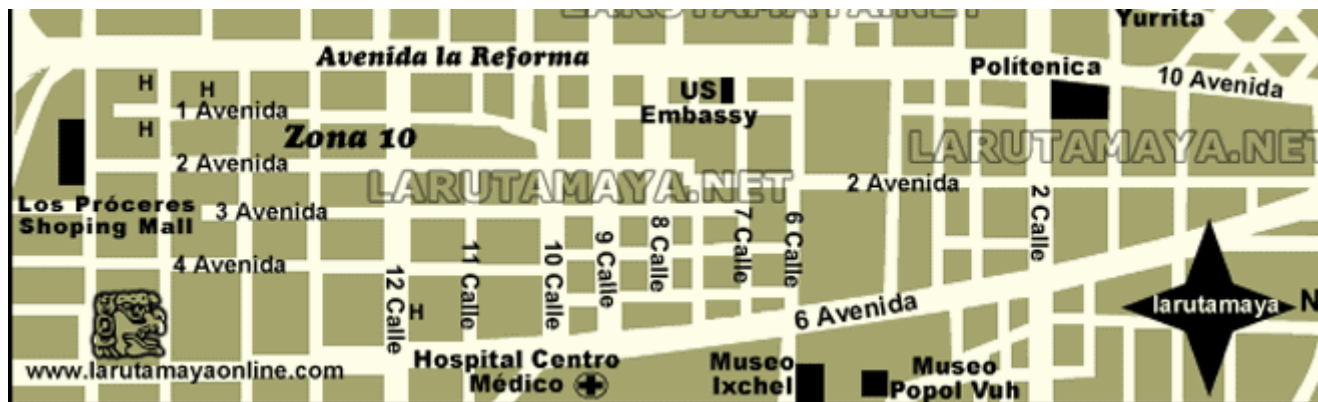 LARUTAMAYA.NET
Yurrita
Avenida la Reforma
Polítenica
10 Avenida
H
H
US
Embassy
1 Avenida
H
Zona 10
LARUTAMAYA.NET
2 Avenida
LARUTAMAYA.NET
2 Avenida
Los Próceres
Shoping Mall
3 Avenida
4 Avenida
12 Calle
11 Calle
10 Calle
9 Calle
8 Calle
7 Calle
6 Calle
2 Calle
H
6 Avenida
larutamaya
N
www.larutamayaonline.com
Hospital Centro
Médico
Museo
Ixchel
Museo
Popol Vuh